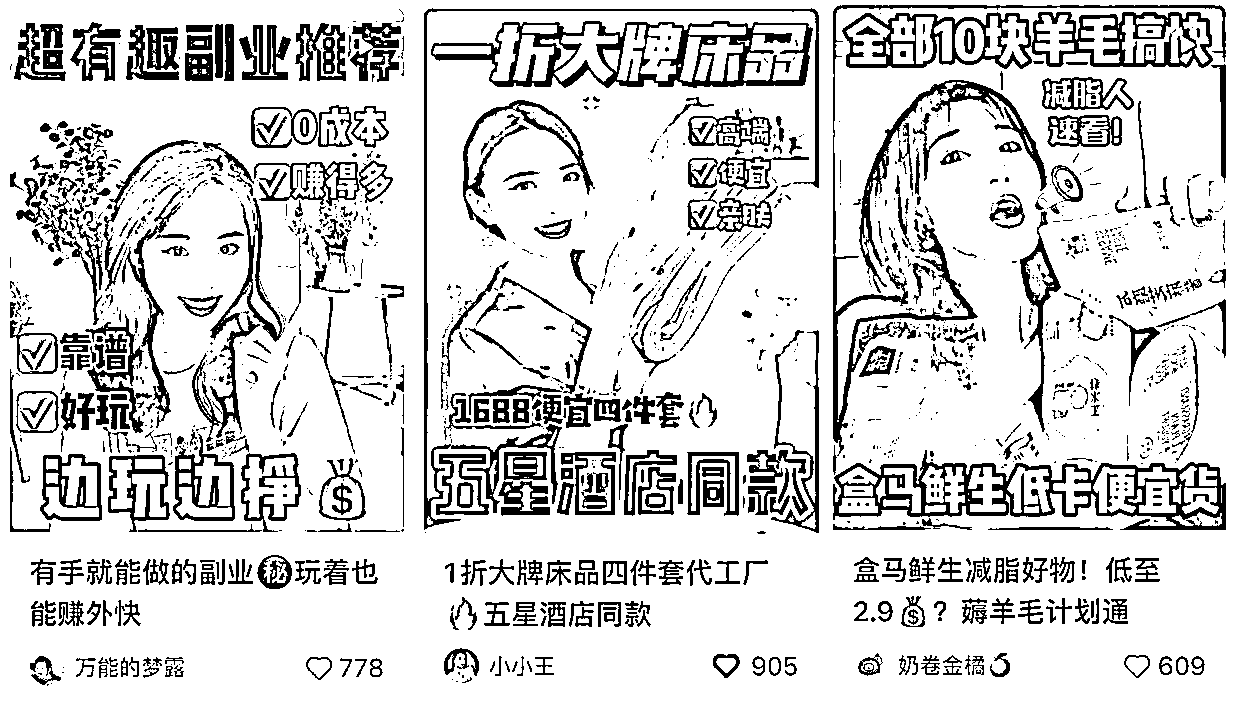 超有趣副业推荐
☑0成本
☑赚得多
☑靠谱
☑好玩
边玩边挣💰
有手就能做的副业㊙玩着也
能赚外快
万能的梦露
♡778
一折大牌床品
☑高端
☑便宜
☑亲肤
1688便宜四件套🔥
五星酒店同款
1折大牌床品四件套代工厂
🔥五星酒店同款
小小王
♡905
全部10块羊毛搞快
减脂人
速看!
盒马鲜生低卡便宜货
盒马鲜生减脂好物！低至
2.9💰？薅羊毛计划通
奶卷金橘
♡609